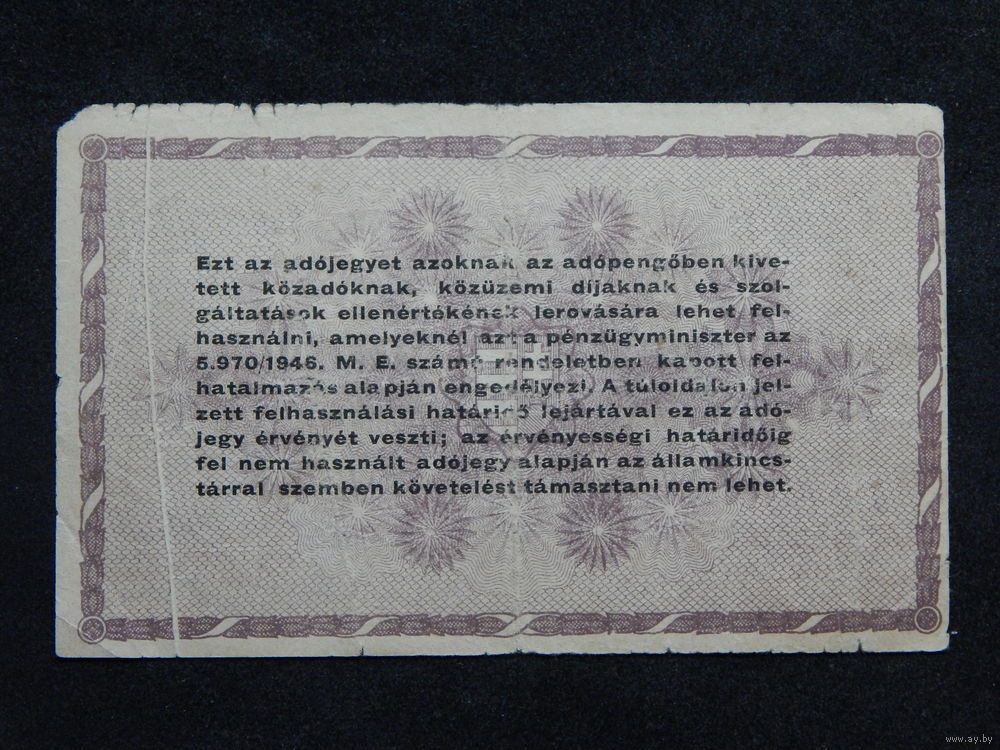 Ezt az adójegyet azoknak az adópengőben kive-
tett közadóknak, közüzemi díjaknak és szol-
gáltatások ellenértékének lerovására lehet fel-
használni, amelyeknél azt a pénzügyminiszter az
5.970/1946. M. E. számú rendeletben kapott fel-
hatalmazás alapján engedélyezi. A túloldalon jel-
zett felhasználási határidő lejártával ez az adó-
jegy érvényét veszti; az érvényességi határidőig
fel nem használt adójegy alapján az államkincs-
tárral szemben követelést támasztani nem lehet.
www.ay.by